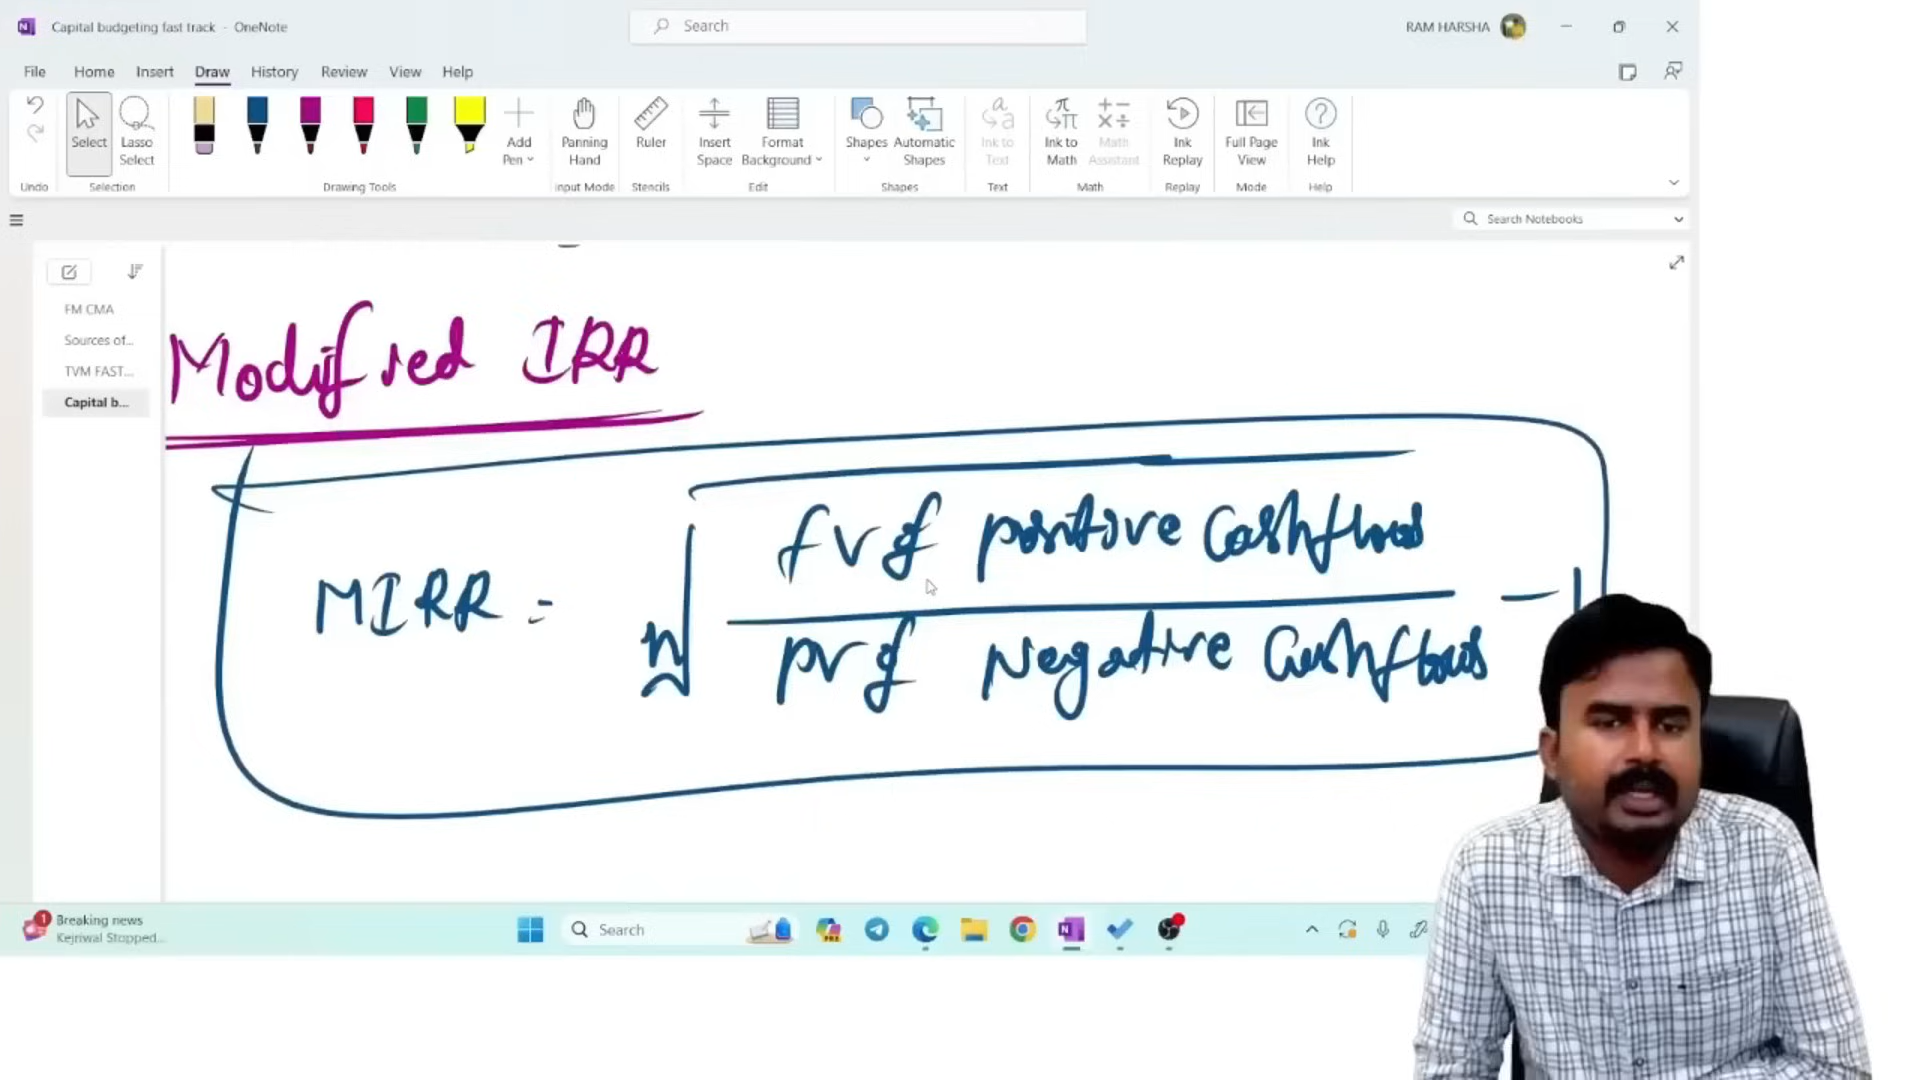 Capital budgeting fast track - OneNote
Search
RAM HARSHA
File Home Insert Draw History Review View Help
Undo
Select
Lasso Select
Selection
Drawing Tools
Add Pen
Panning Hand
Input Mode
Ruler
Stencils
Insert Space
Format Background
Edit
Shapes
Automatic Shapes
Shapes
Ink to Text
Text
Ink to Math
Math Assistant
Math
Ink Replay
Replay
Full Page View
Mode
Ink Help
Help
Search Notebooks
FM CMA
Sources of...
TVM FAST...
Capital b...
Modified IRR
fv of positive Cashflows
MIRR = n√ - 1
pv of Negative Cashflows
1
Breaking news
Kejriwal Stopped...
Search
PRE